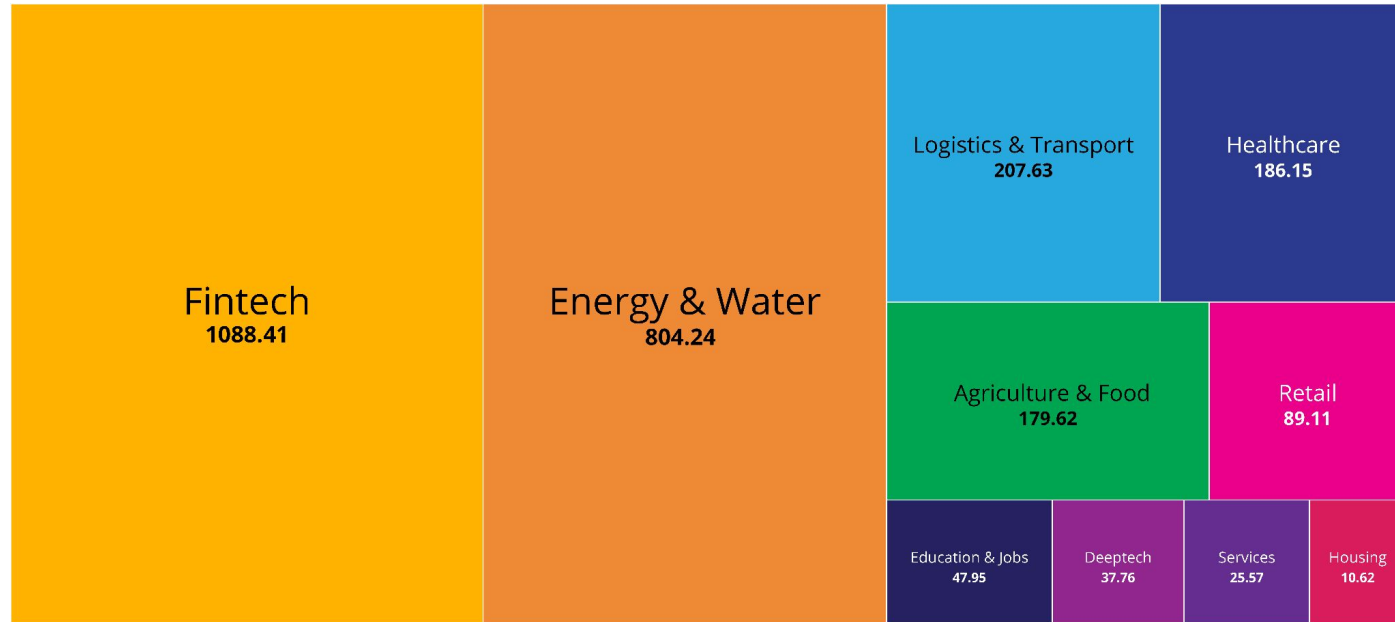 Fintech
1088.41
Energy & Water
804.24
Logistics & Transport
207.63
Healthcare
186.15
Agriculture & Food
179.62
Retail
89.11
Education & Jobs
47.95
Deeptech
37.76
Services
25.57
Housing
10.62